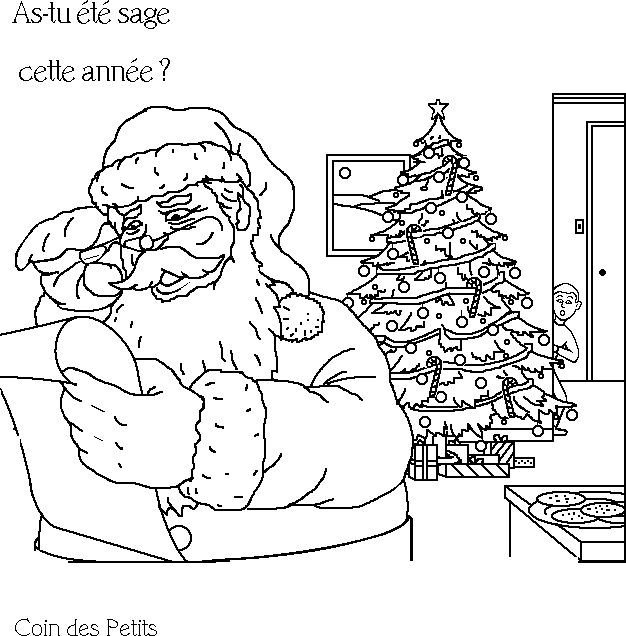 As-tu été sage
cette année ?
Coin des Petits